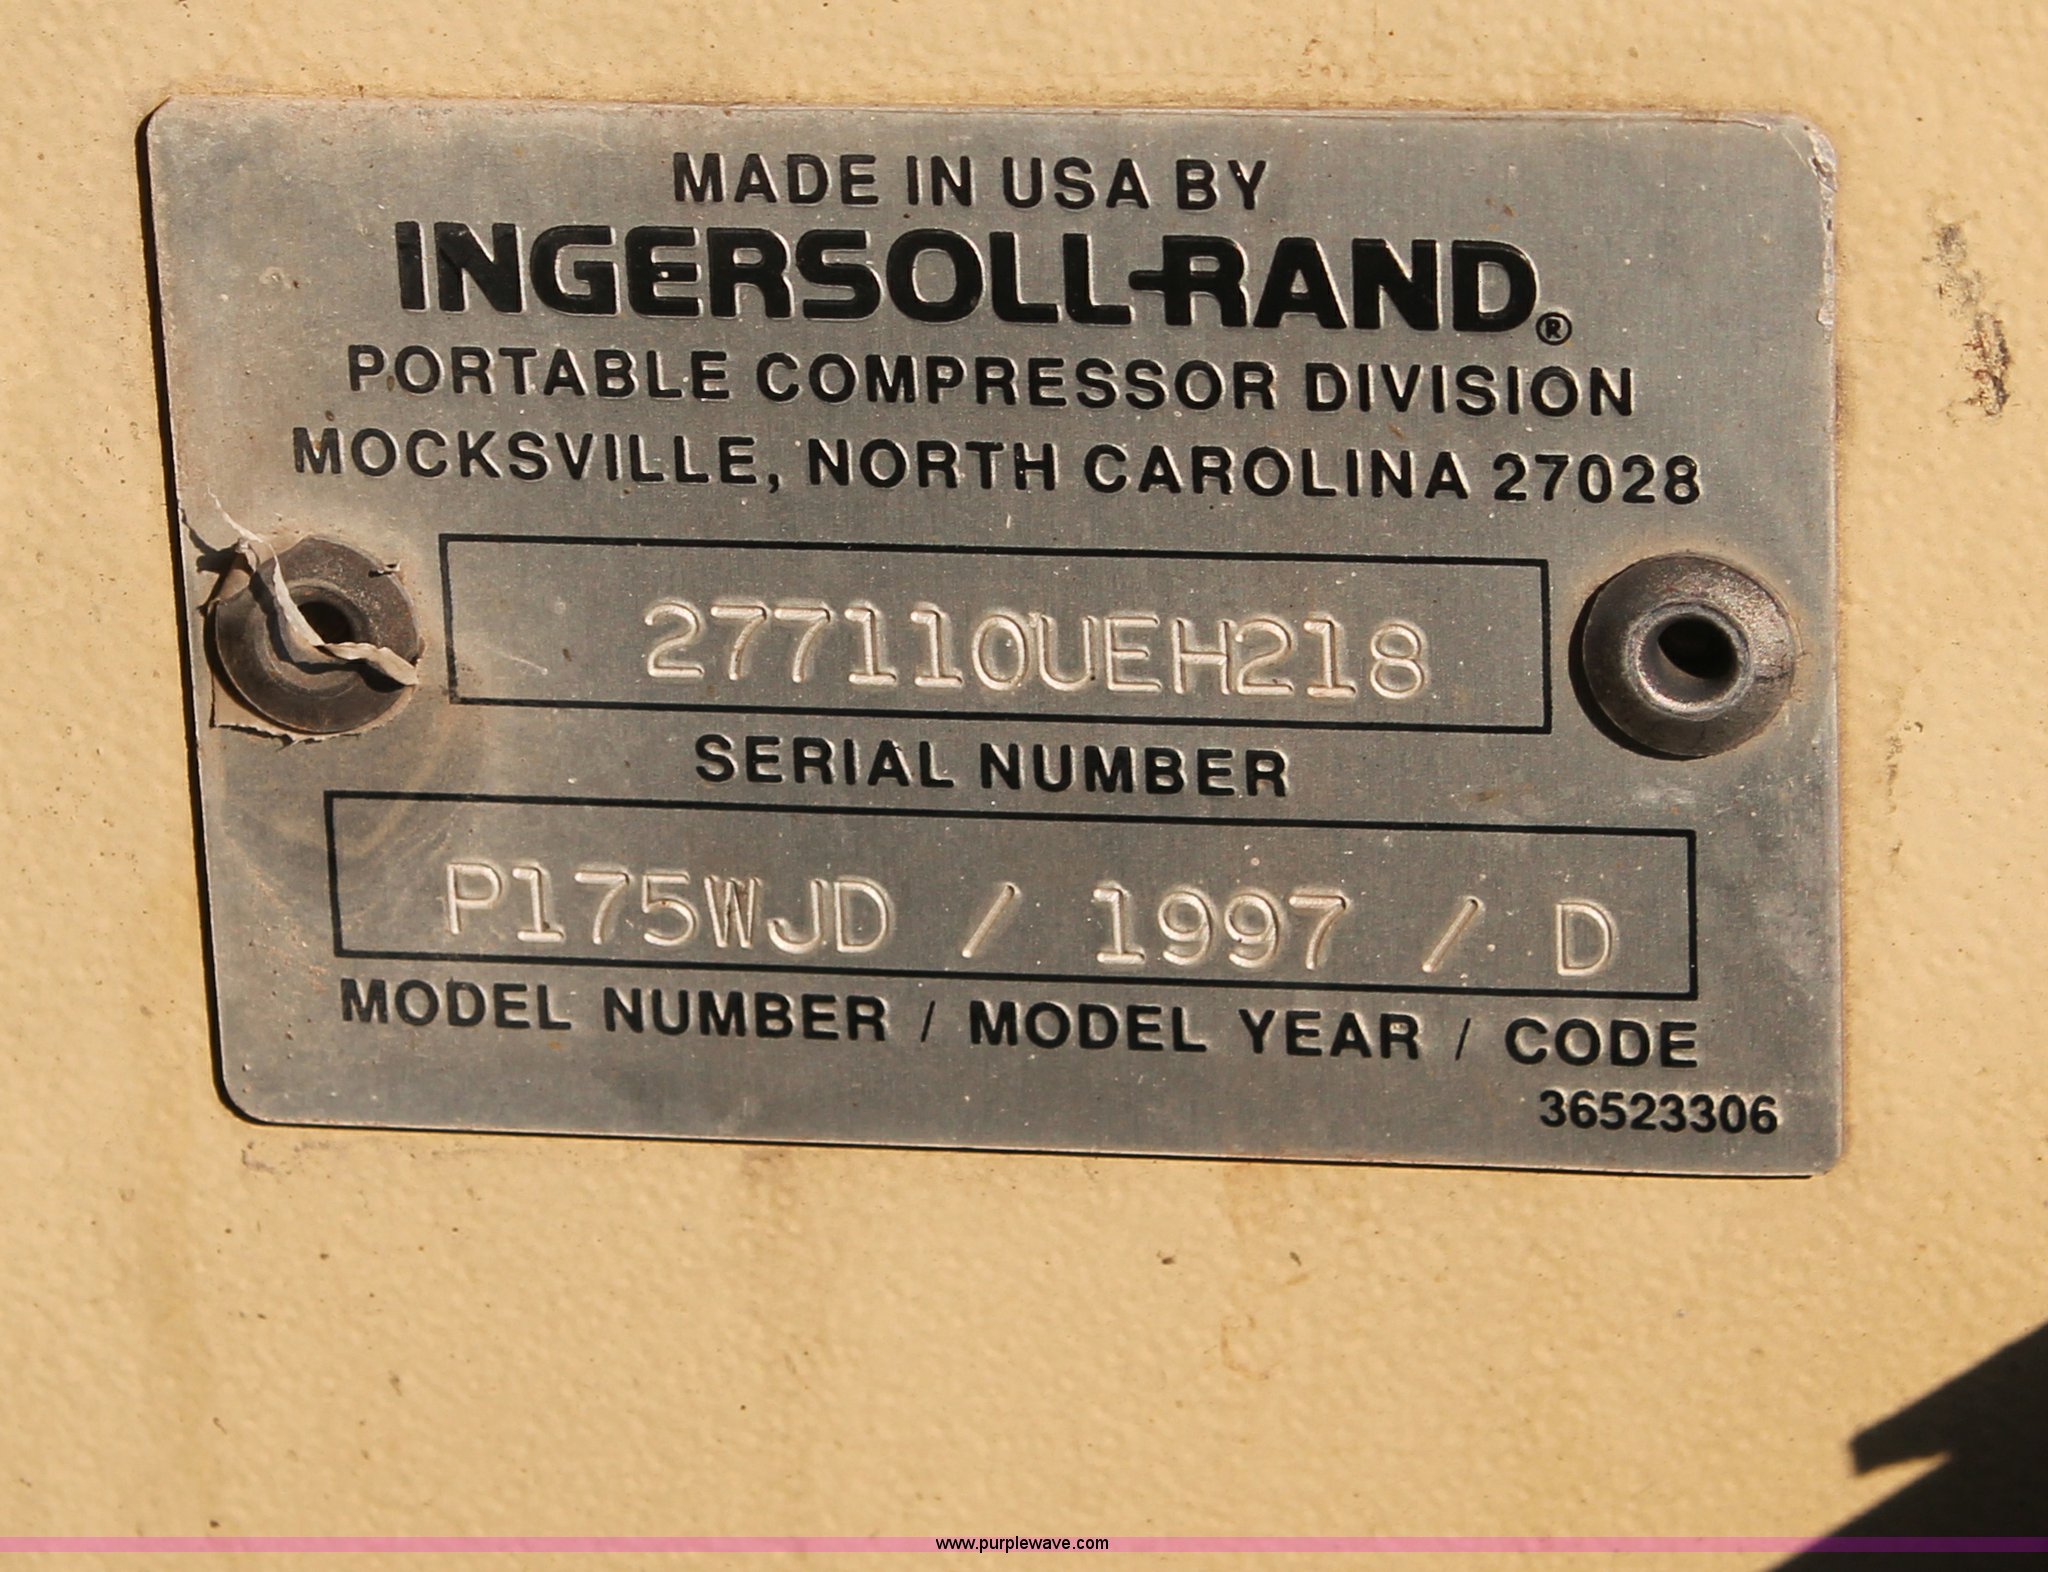 MADE IN USA BY
INGERSOLL-RAND®
PORTABLE COMPRESSOR DIVISION
MOCKSVILLE, NORTH CAROLINA 27028
277110UEH218
SERIAL NUMBER
P175WJD / 1997 / D
MODEL NUMBER / MODEL YEAR / CODE
36523306
www.purplewave.com